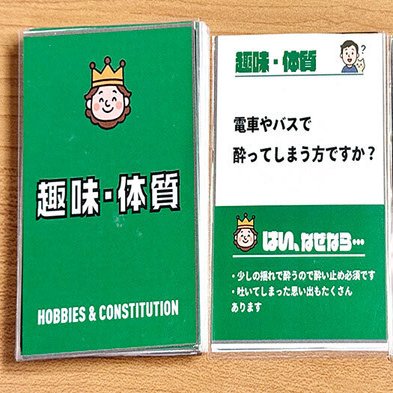 趣味・体質
HOBBIES & CONSTITUTION
趣味・体質
?
電車やバスで
酔ってしまう方ですか?
はい、なぜなら…
・少しの揺れで酔うので酔い止め必須です
・吐いてしまった思い出もたくさん
あります